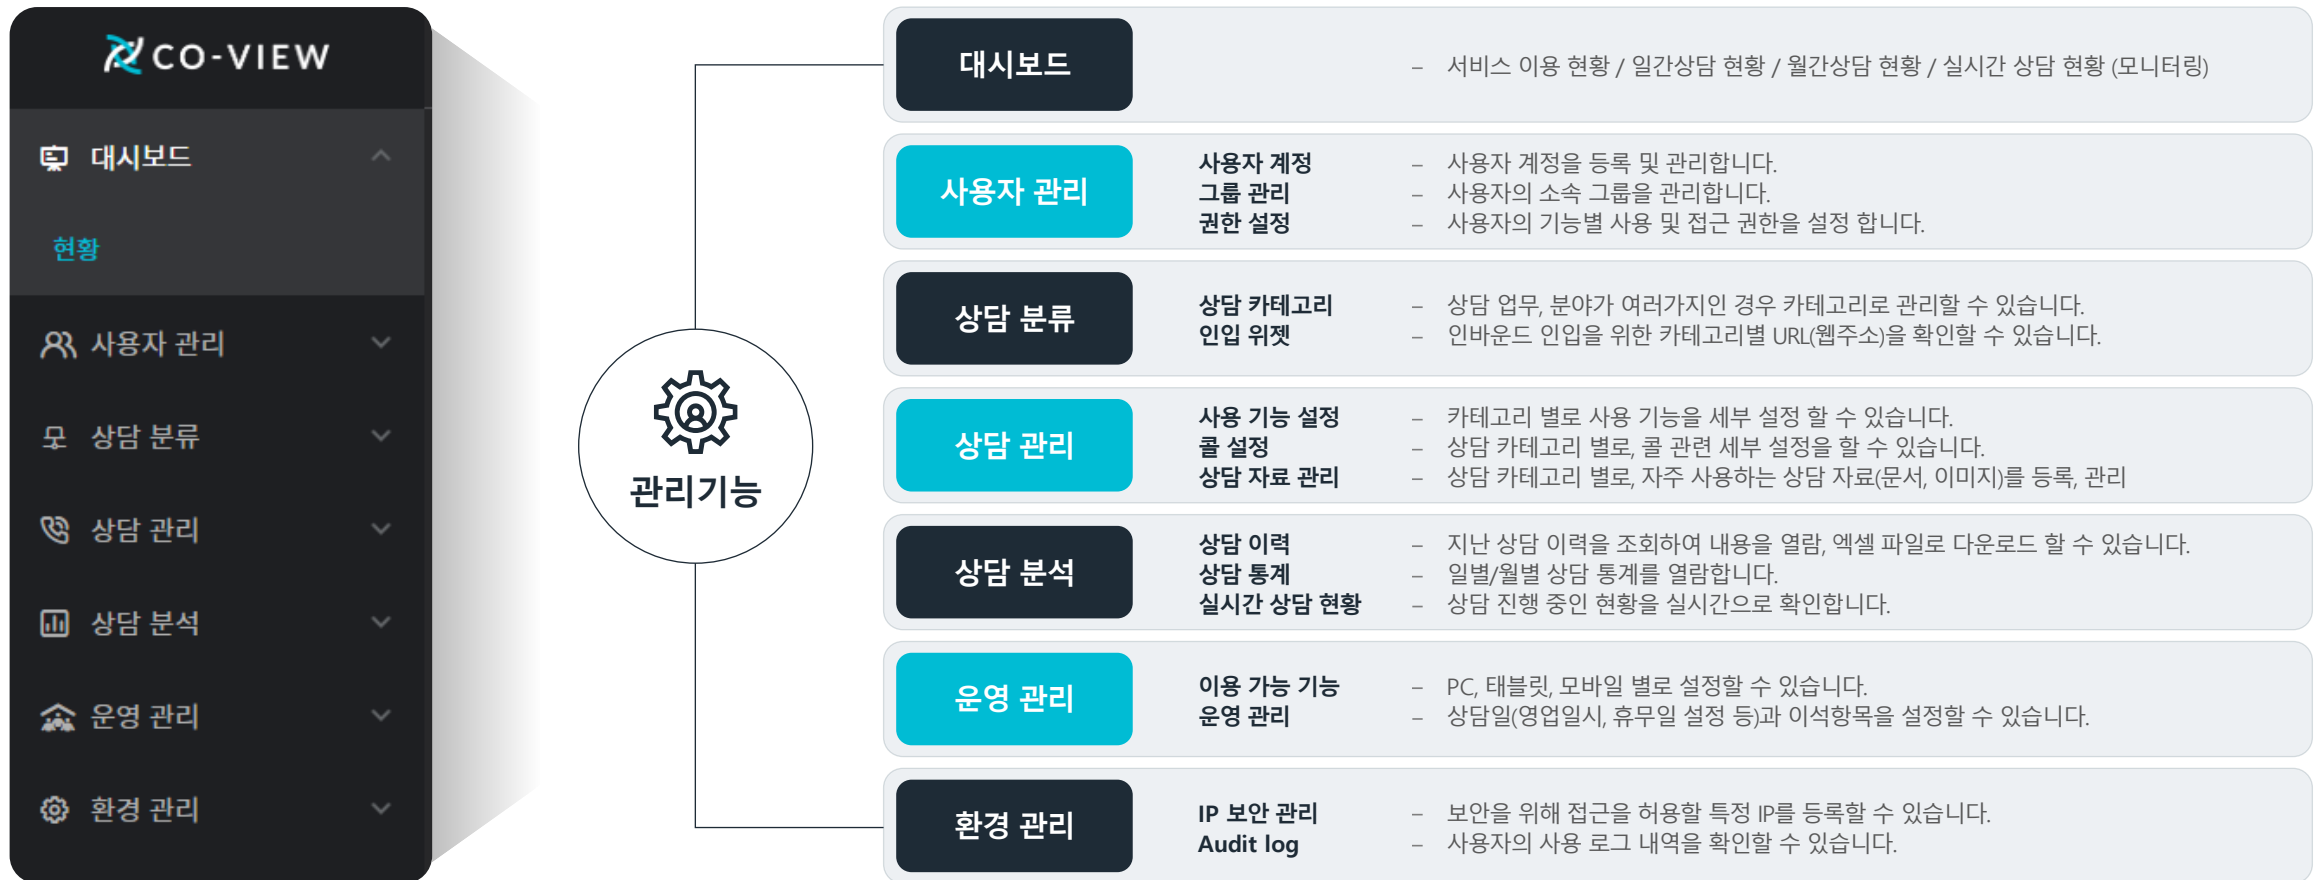 CO-VIEW
대시보드
현황
사용자 관리
상담 분류
상담 관리
상담 분석
운영 관리
환경 관리
관리기능
대시보드
– 서비스 이용 현황 / 일간상담 현황 / 월간상담 현황 / 실시간 상담 현황 (모니터링)
사용자 관리
사용자 계정 – 사용자 계정을 등록 및 관리합니다.
그룹 관리 – 사용자의 소속 그룹을 관리합니다.
권한 설정 – 사용자의 기능별 사용 및 접근 권한을 설정 합니다.
상담 분류
상담 카테고리 – 상담 업무, 분야가 여러가지인 경우 카테고리로 관리할 수 있습니다.
인입 위젯 – 인바운드 인입을 위한 카테고리별 URL(웹주소)을 확인할 수 있습니다.
상담 관리
사용 기능 설정 – 카테고리 별로 사용 기능을 세부 설정 할 수 있습니다.
콜 설정 – 상담 카테고리 별로, 콜 관련 세부 설정을 할 수 있습니다.
상담 자료 관리 – 상담 카테고리 별로, 자주 사용하는 상담 자료(문서, 이미지)를 등록, 관리
상담 분석
상담 이력 – 지난 상담 이력을 조회하여 내용을 열람, 엑셀 파일로 다운로드 할 수 있습니다.
상담 통계 – 일별/월별 상담 통계를 열람합니다.
실시간 상담 현황 – 상담 진행 중인 현황을 실시간으로 확인합니다.
운영 관리
이용 가능 기능 – PC, 태블릿, 모바일 별로 설정할 수 있습니다.
운영 관리 – 상담일(영업일시, 휴무일 설정 등)과 이석항목을 설정할 수 있습니다.
환경 관리
IP 보안 관리 – 보안을 위해 접근을 허용할 특정 IP를 등록할 수 있습니다.
Audit log – 사용자의 사용 로그 내역을 확인할 수 있습니다.